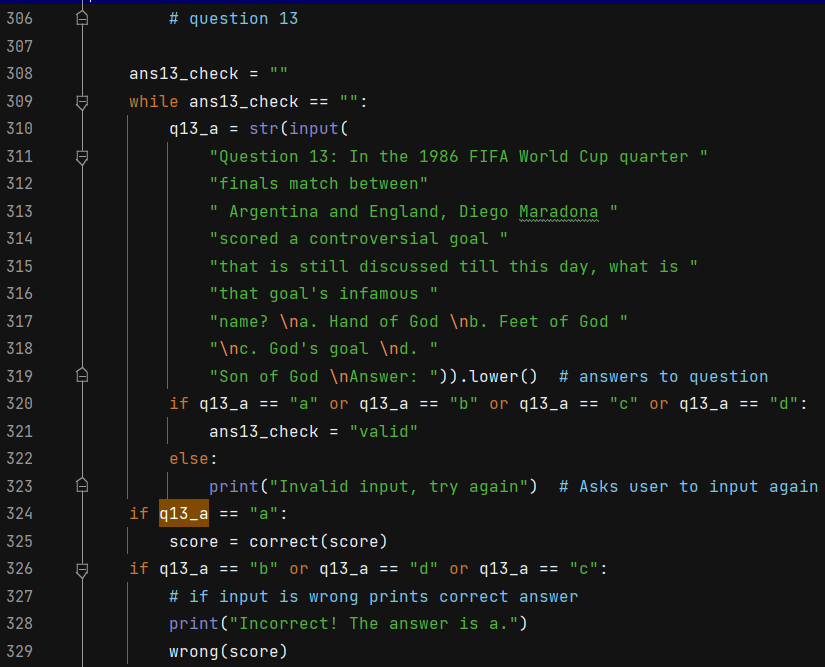 306 # question 13
307
308 ans13_check = ""
309 while ans13_check == "":
310 q13_a = str(input(
311 "Question 13: In the 1986 FIFA World Cup quarter "
312 "finals match between"
313 " Argentina and England, Diego Maradona "
314 "scored a controversial goal "
315 "that is still discussed till this day, what is "
316 "that goal's infamous "
317 "name? \na. Hand of God \nb. Feet of God "
318 "\nc. God's goal \nd. "
319 "Son of God \nAnswer: ")).lower()  # answers to question
320 if q13_a == "a" or q13_a == "b" or q13_a == "c" or q13_a == "d":
321 ans13_check = "valid"
322 else:
323 print("Invalid input, try again")  # Asks user to input again
324 if q13_a == "a":
325 score = correct(score)
326 if q13_a == "b" or q13_a == "d" or q13_a == "c":
327 # if input is wrong prints correct answer
328 print("Incorrect! The answer is a.")
329 wrong(score)